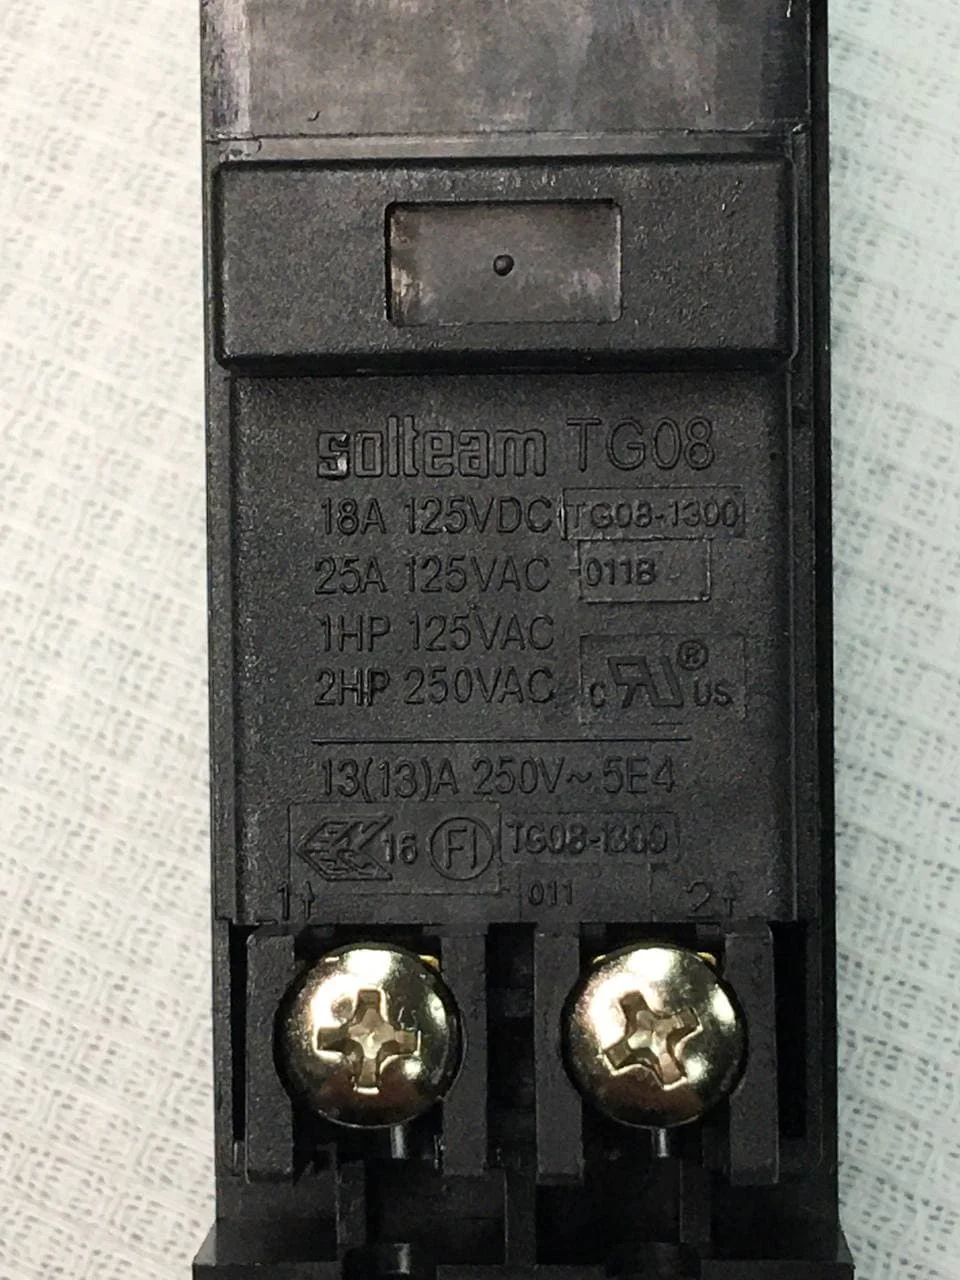 solteam TG08
18A 125VDC TG08-1300
25A 125VAC 011B
1HP 125VAC
2HP 250VAC c RU ® US
13(13)A 250V~ 5E4
16 FI TG08-1300
1 011 2